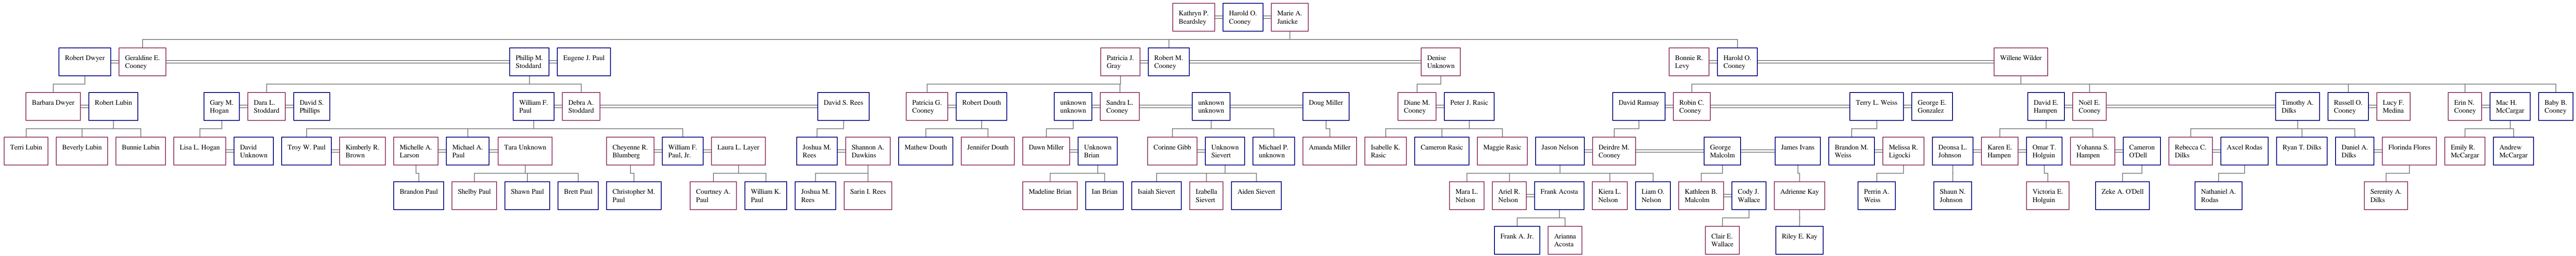 Kathryn P.
Beardsley
Harold O.
Cooney
Marie A.
Janicke
Robert Dwyer
Geraldine E.
Cooney
Phillip M.
Stoddard
Eugene J. Paul
Patricia J.
Gray
Robert M.
Cooney
Denise
Unknown
Bonnie R.
Levy
Harold O.
Cooney
Willene Wilder
Barbara Dwyer
Robert Lubin
Gary M.
Hogan
Dara L.
Stoddard
David S.
Phillips
William F.
Paul
Debra A.
Stoddard
David S. Rees
Patricia G.
Cooney
Robert Douth
unknown
unknown
Sandra L.
Cooney
unknown
unknown
Doug Miller
Diane M.
Cooney
Peter J. Rasic
David Ramsay
Robin C.
Cooney
Terry L. Weiss
George E.
Gonzalez
David E.
Hampen
Noël E.
Cooney
Timothy A.
Dilks
Russell O.
Cooney
Lucy F.
Medina
Erin N.
Cooney
Mac H.
McCargar
Baby B.
Cooney
Terri Lubin
Beverly Lubin
Bunnie Lubin
Lisa L. Hogan
David
Unknown
Troy W. Paul
Kimberly R.
Brown
Michelle A.
Larson
Michael A.
Paul
Tara Unknown
Cheyenne R.
Blumberg
William F.
Paul, Jr.
Laura L. Layer
Joshua M.
Rees
Shannon A.
Dawkins
Mathew Douth
Jennifer Douth
Dawn Miller
Unknown
Brian
Corinne Gibb
Unknown
Sievert
Michael P.
unknown
Amanda Miller
Isabelle K.
Rasic
Cameron Rasic
Maggie Rasic
Jason Nelson
Deirdre M.
Cooney
George
Malcolm
James Ivans
Brandon M.
Weiss
Melissa R.
Ligocki
Deonsa L.
Johnson
Karen E.
Hampen
Omar T.
Holguin
Yohanna S.
Hampen
Cameron
O'Dell
Rebecca C.
Dilks
Axcel Rodas
Ryan T. Dilks
Daniel A.
Dilks
Florinda Flores
Emily R.
McCargar
Andrew
McCargar
Brandon Paul
Shelby Paul
Shawn Paul
Brett Paul
Christopher M.
Paul
Courtney A.
Paul
William K.
Paul
Joshua M.
Rees
Sarin I. Rees
Madeline Brian
Ian Brian
Isaiah Sievert
Izabella
Sievert
Aiden Sievert
Mara L.
Nelson
Ariel R.
Nelson
Frank Acosta
Kiera L.
Nelson
Liam O.
Nelson
Kathleen B.
Malcolm
Cody J.
Wallace
Adrienne Kay
Perrin A.
Weiss
Shaun N.
Johnson
Victoria E.
Holguin
Zeke A. O'Dell
Nathaniel A.
Rodas
Serenity A.
Dilks
Frank A. Jr.
Arianna
Acosta
Clair E.
Wallace
Riley E. Kay